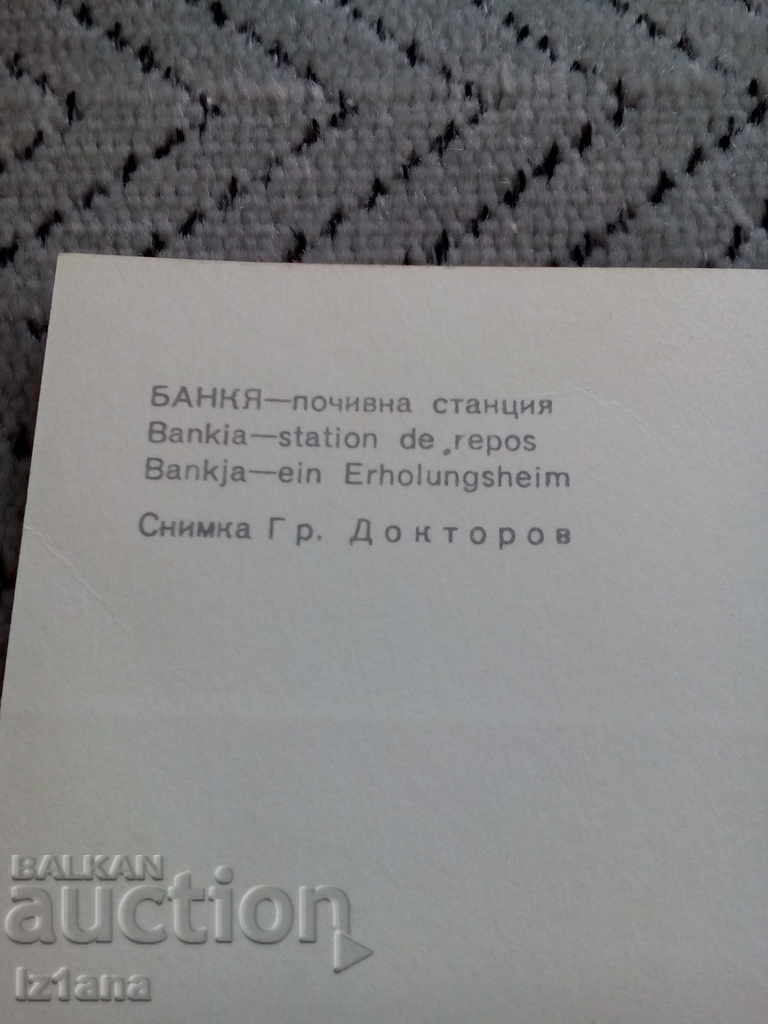 БАНКЯ—почивна станция
Bankia—station de repos
Bankja—ein Erholungsheim
Снимка Гр. Докторов
BALKAN
auction
Iz1ana